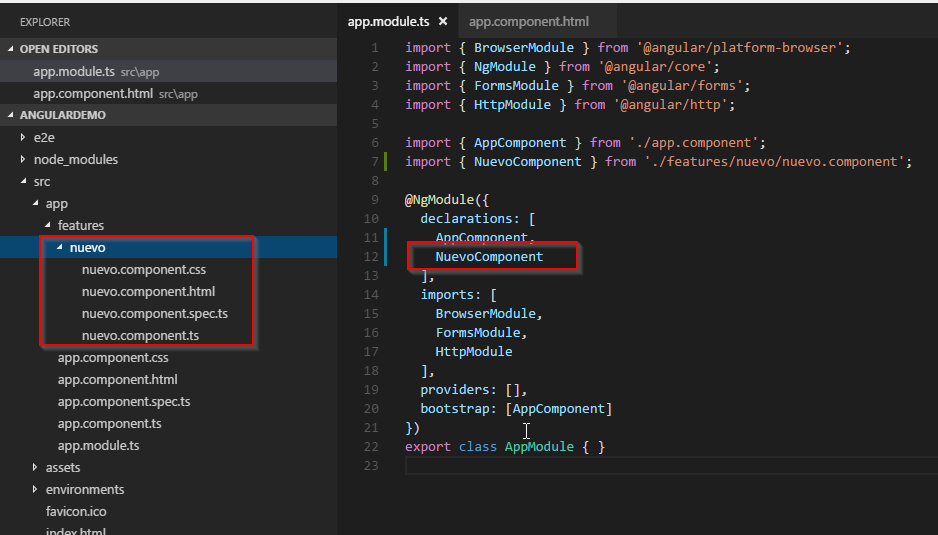 EXPLORER
OPEN EDITORS
app.module.ts src\app
app.component.html src\app
ANGULARDEMO
e2e
node_modules
src
app
features
nuevo
nuevo.component.css
nuevo.component.html
nuevo.component.spec.ts
nuevo.component.ts
app.component.css
app.component.html
app.component.spec.ts
app.component.ts
app.module.ts
assets
environments
favicon.ico
index.html
app.module.ts × app.component.html
1 import { BrowserModule } from '@angular/platform-browser';
2 import { NgModule } from '@angular/core';
3 import { FormsModule } from '@angular/forms';
4 import { HttpModule } from '@angular/http';
5
6 import { AppComponent } from './app.component';
7 import { NuevoComponent } from './features/nuevo/nuevo.component';
8
9 @NgModule({
10 declarations: [
11 AppComponent,
12 NuevoComponent
13 ],
14 imports: [
15 BrowserModule,
16 FormsModule,
17 HttpModule
18 ],
19 providers: [],
20 bootstrap: [AppComponent]
21 })
22 export class AppModule { }
23